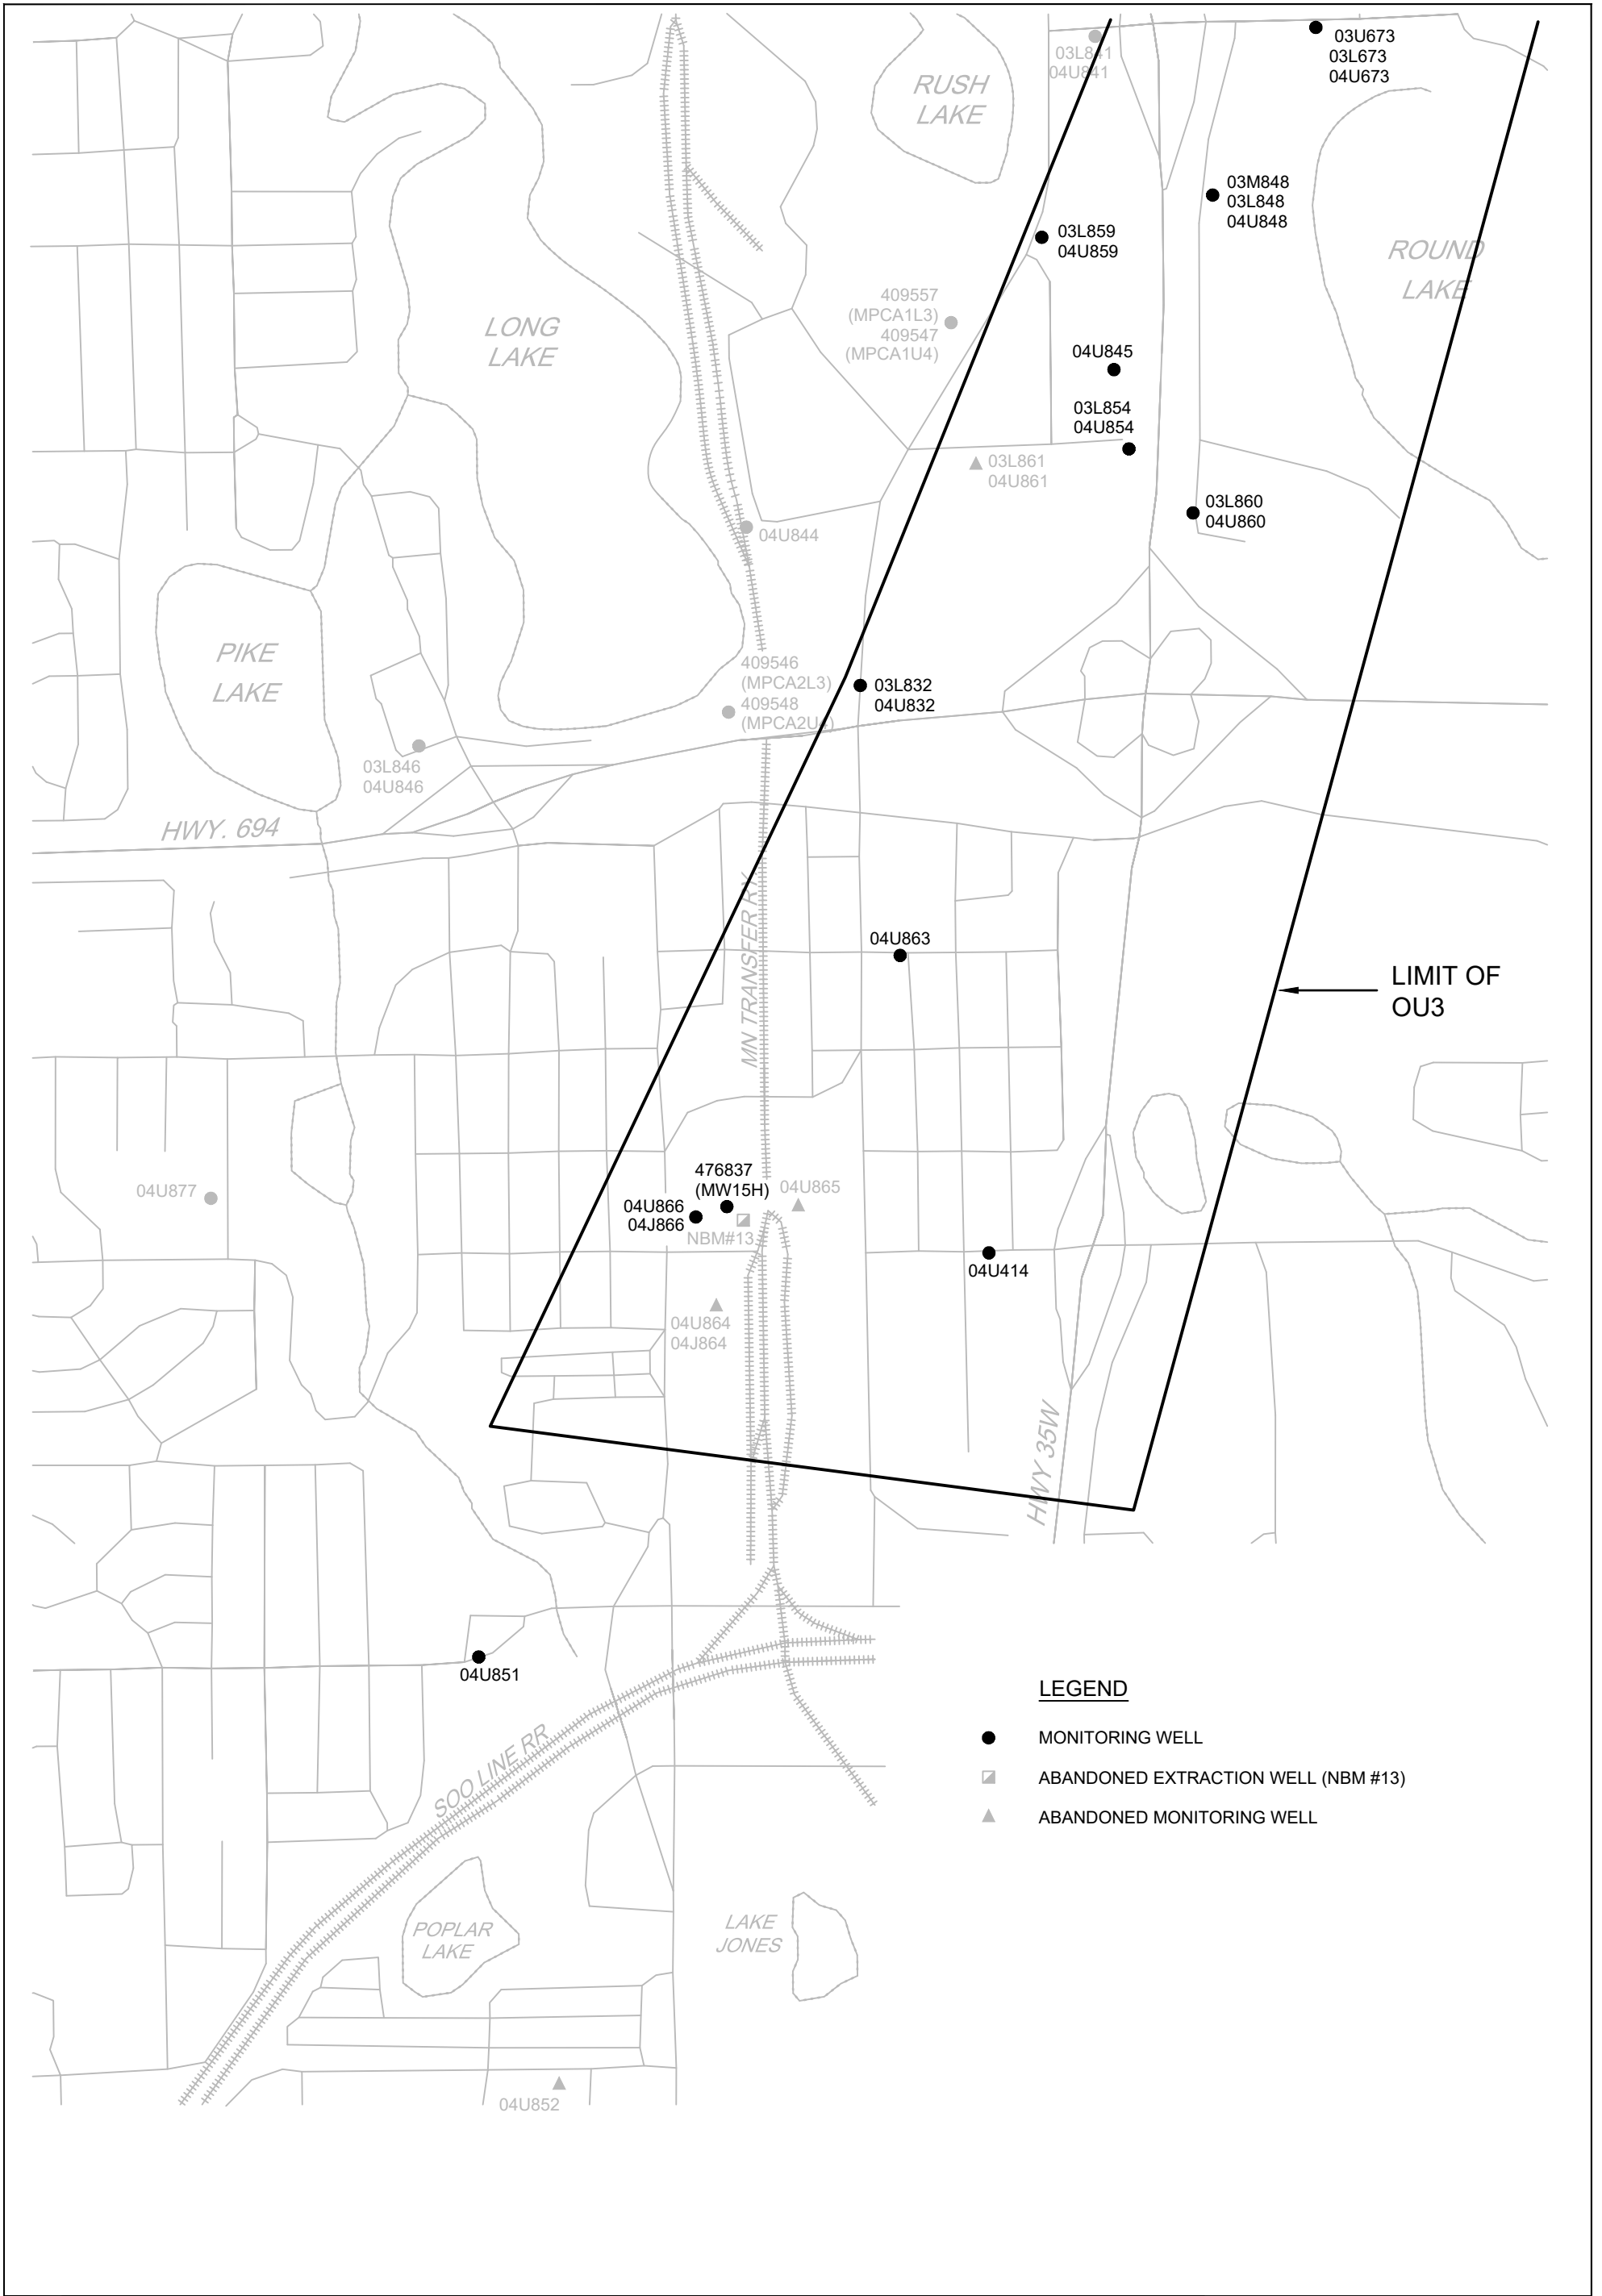 03U673
03L673
04U673
03L841
04U841
RUSH
LAKE
03M848
03L848
04U848
03L859
04U859
ROUND
LAKE
409557
(MPCA1L3)
409547
(MPCA1U4)
LONG
LAKE
04U845
03L854
04U854
03L861
04U861
03L860
04U860
04U844
PIKE
LAKE
409546
(MPCA2L3)
409548
(MPCA2U4)
03L832
04U832
03L846
04U846
HWY. 694
MN TRANSFER RY
04U863
LIMIT OF
OU3
476837
(MW15H)
04U865
04U877
04U866
04J866
NBM#13
04U414
04U864
04J864
HWY 35W
04U851
SOO LINE RR
LEGEND
MONITORING WELL
ABANDONED EXTRACTION WELL (NBM #13)
ABANDONED MONITORING WELL
POPLAR
LAKE
LAKE
JONES
04U852